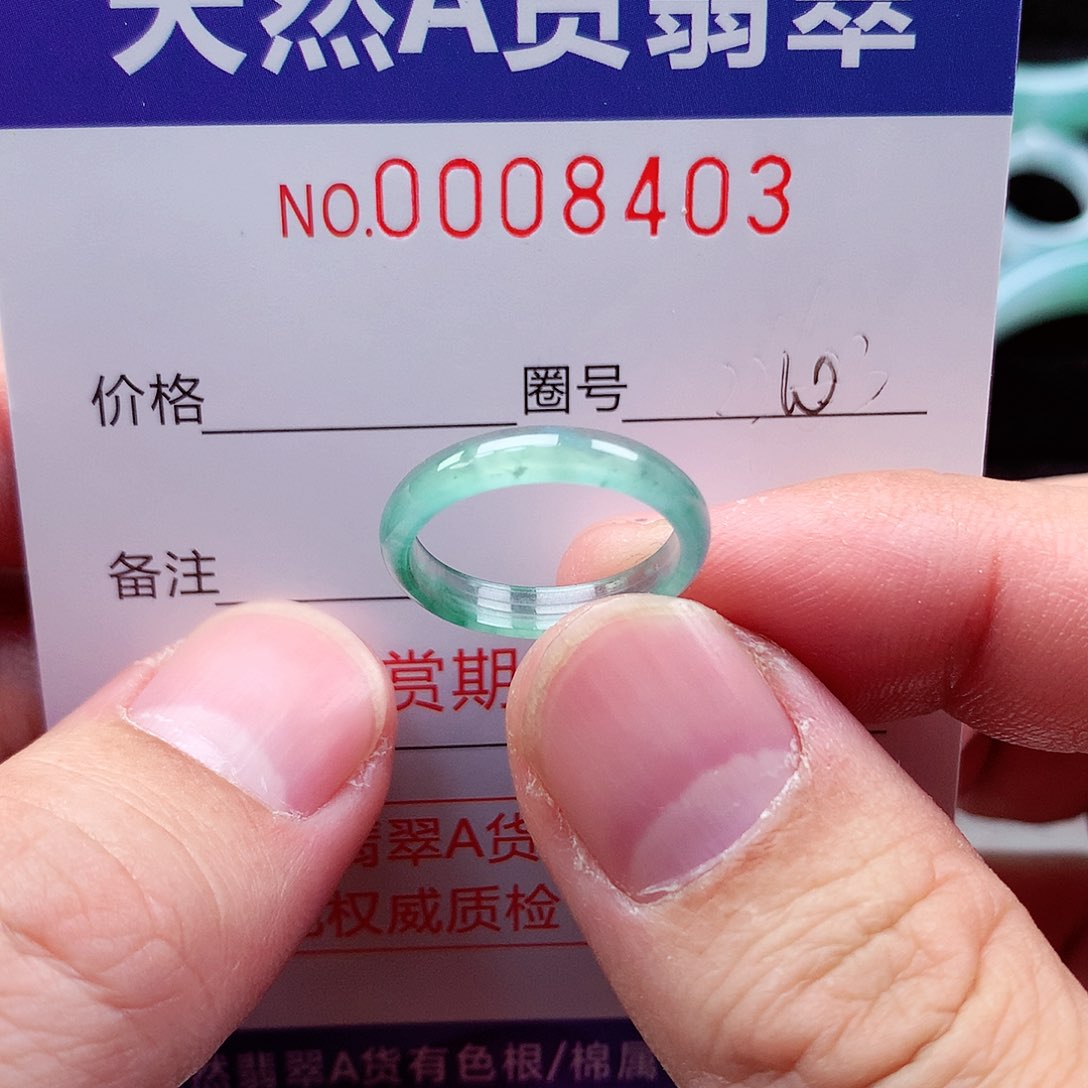 天然A货翡翠
NO.0008403
价格
圈号
备注
赏期
翡翠A货
权威质检
翡翠A货有色根/棉属